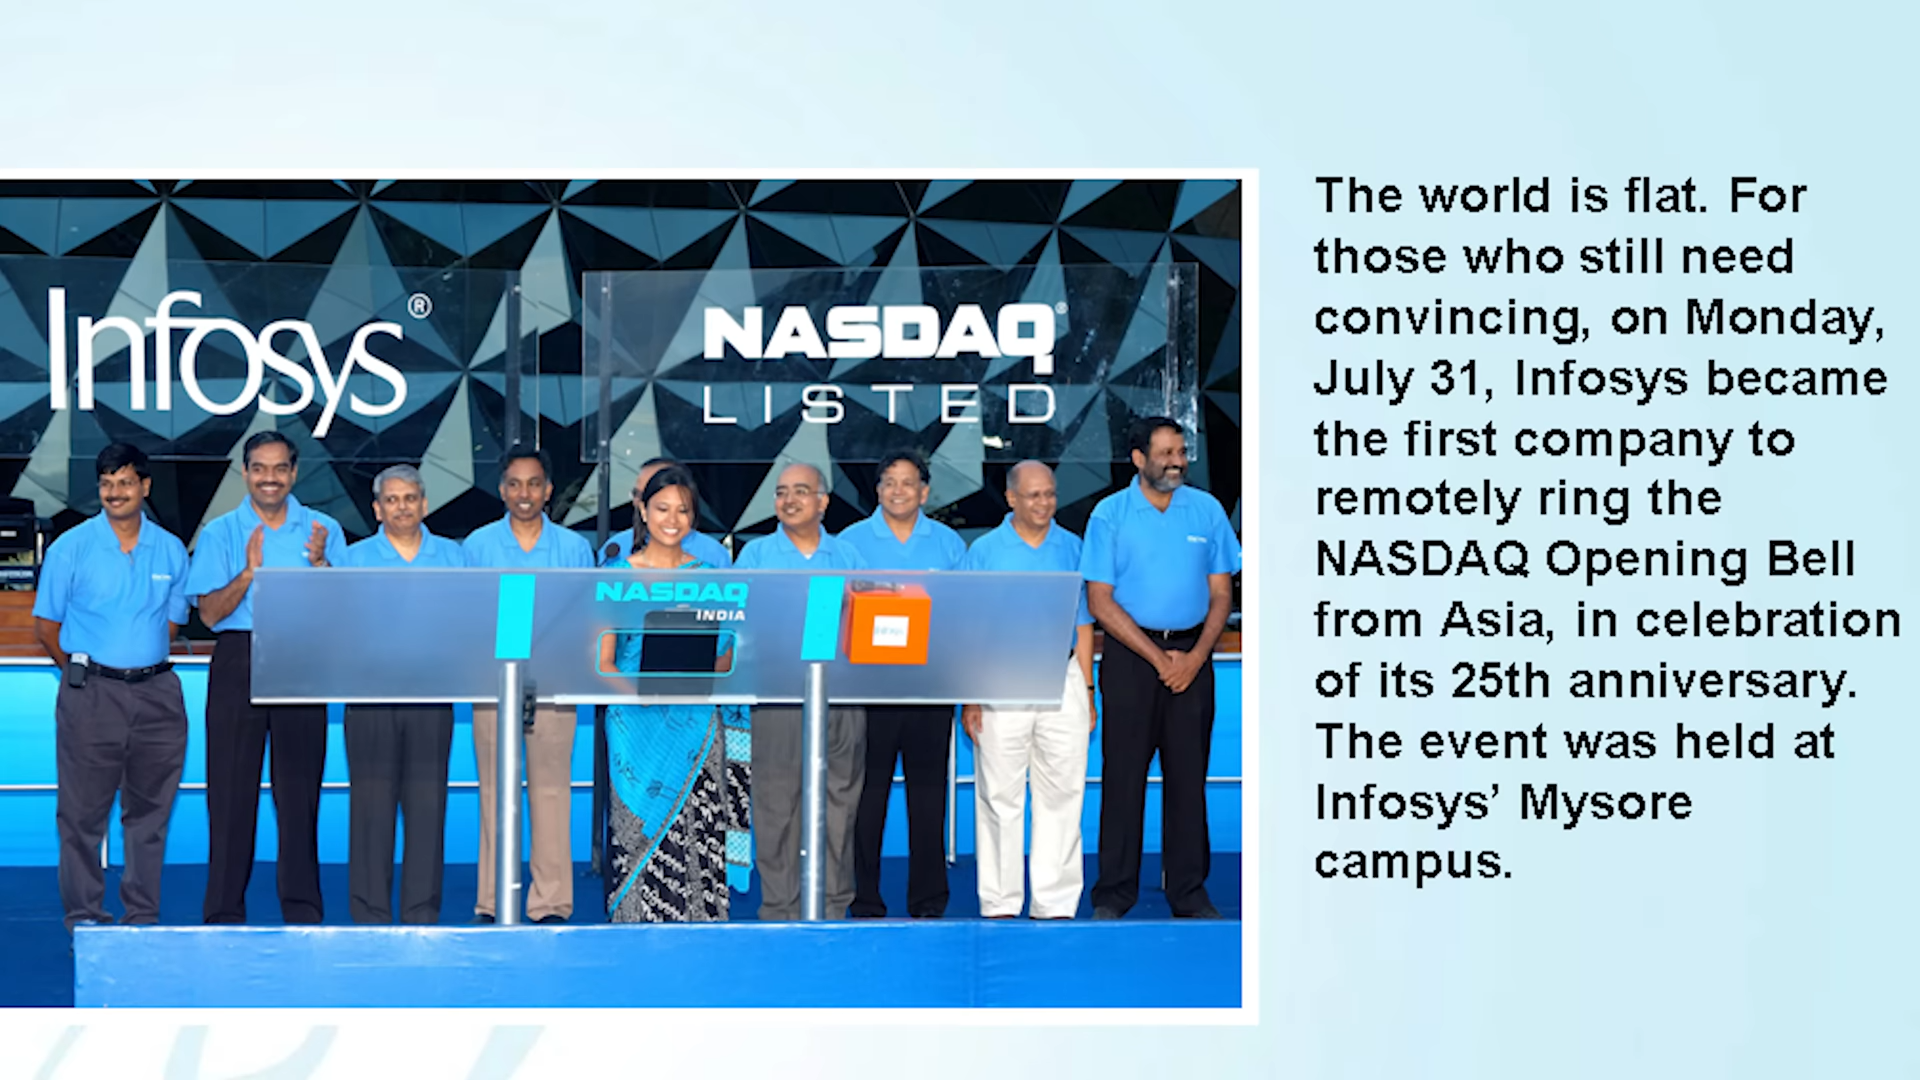 Infosys®
NASDAQ®
LISTED
NASDAQ
INDIA
The world is flat. For
those who still need
convincing, on Monday,
July 31, Infosys became
the first company to
remotely ring the
NASDAQ Opening Bell
from Asia, in celebration
of its 25th anniversary.
The event was held at
Infosys’ Mysore
campus.